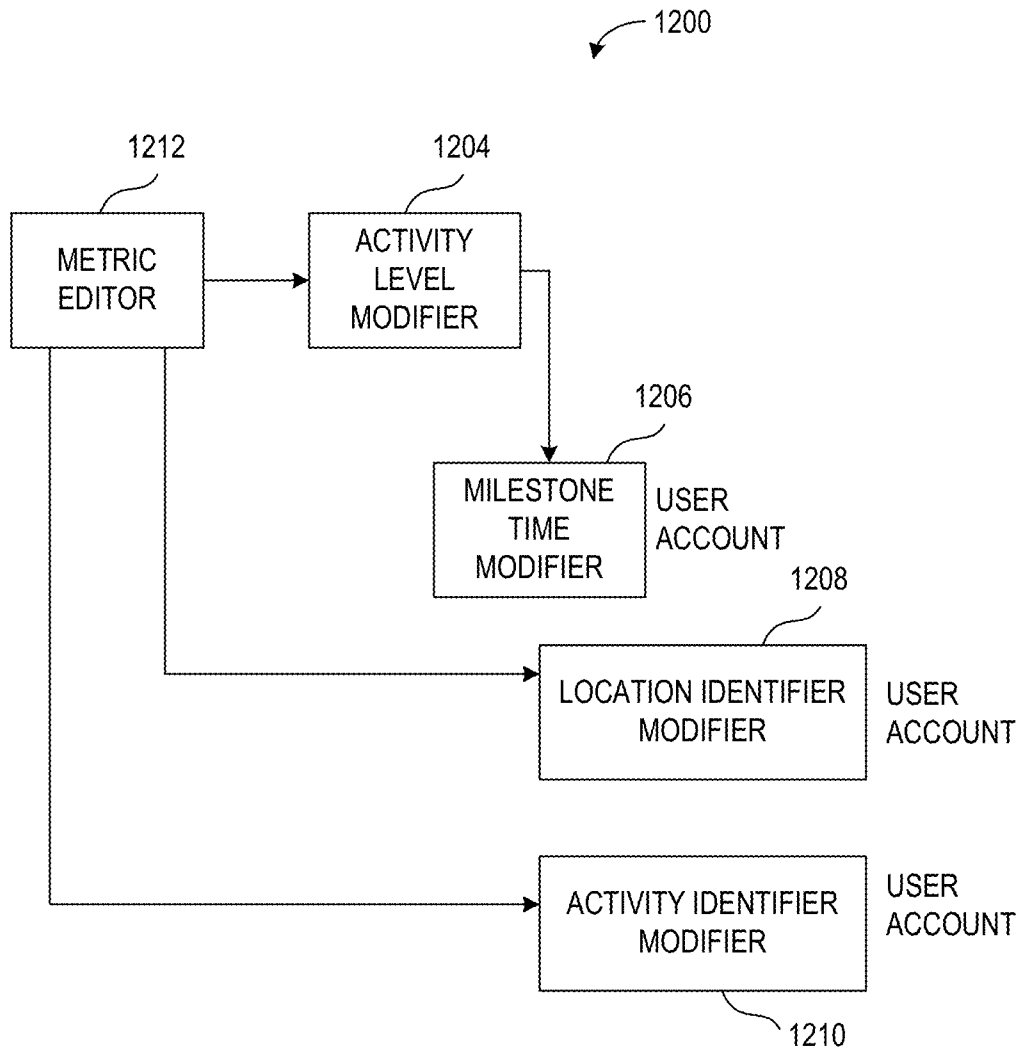 1200
1212
1204
METRIC
EDITOR
ACTIVITY
LEVEL
MODIFIER
1206
MILESTONE
TIME
MODIFIER
USER
ACCOUNT
1208
LOCATION IDENTIFIER
MODIFIER
USER
ACCOUNT
ACTIVITY IDENTIFIER
MODIFIER
USER
ACCOUNT
1210